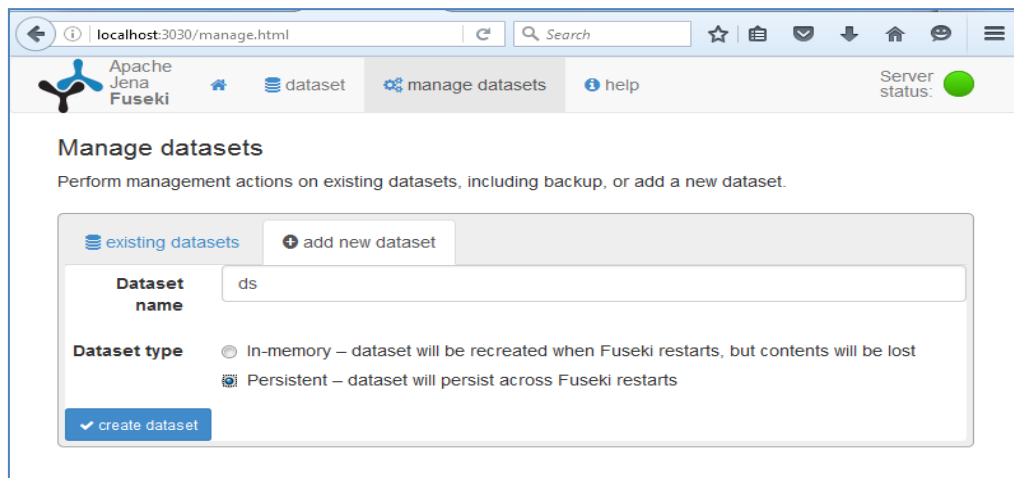 localhost:3030/manage.html
Search
Apache
Jena
Fuseki
dataset
manage datasets
help
Server
status:
Manage datasets
Perform management actions on existing datasets, including backup, or add a new dataset.
existing datasets
add new dataset
Dataset
name
ds
Dataset type
In-memory – dataset will be recreated when Fuseki restarts, but contents will be lost
Persistent – dataset will persist across Fuseki restarts
create dataset